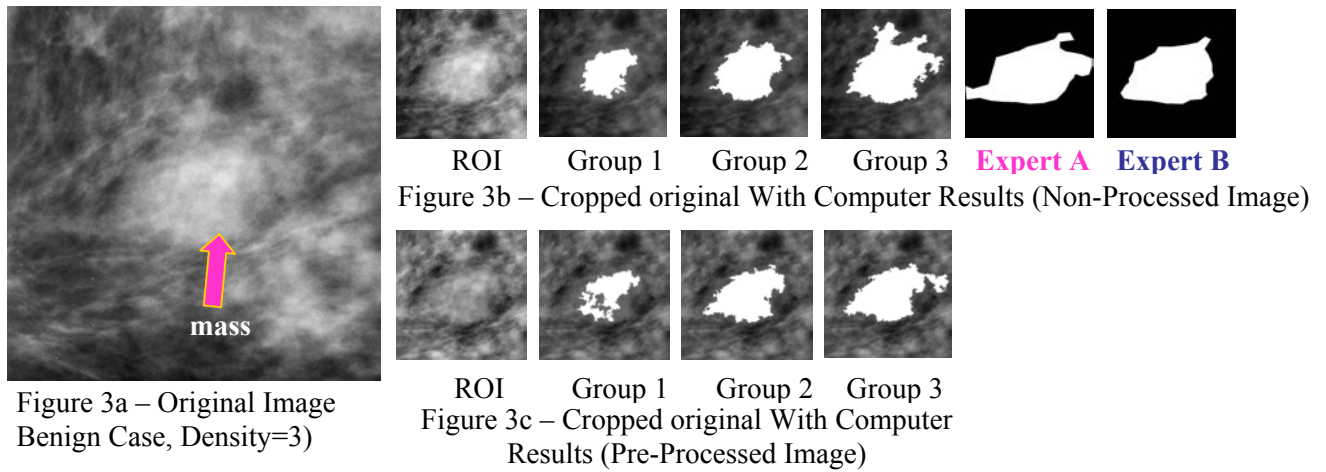 mass
Figure 3a – Original Image
Benign Case, Density=3)
ROI Group 1 Group 2 Group 3 Expert A Expert B
Figure 3b – Cropped original With Computer Results (Non-Processed Image)
ROI Group 1 Group 2 Group 3
Figure 3c – Cropped original With Computer
Results (Pre-Processed Image)